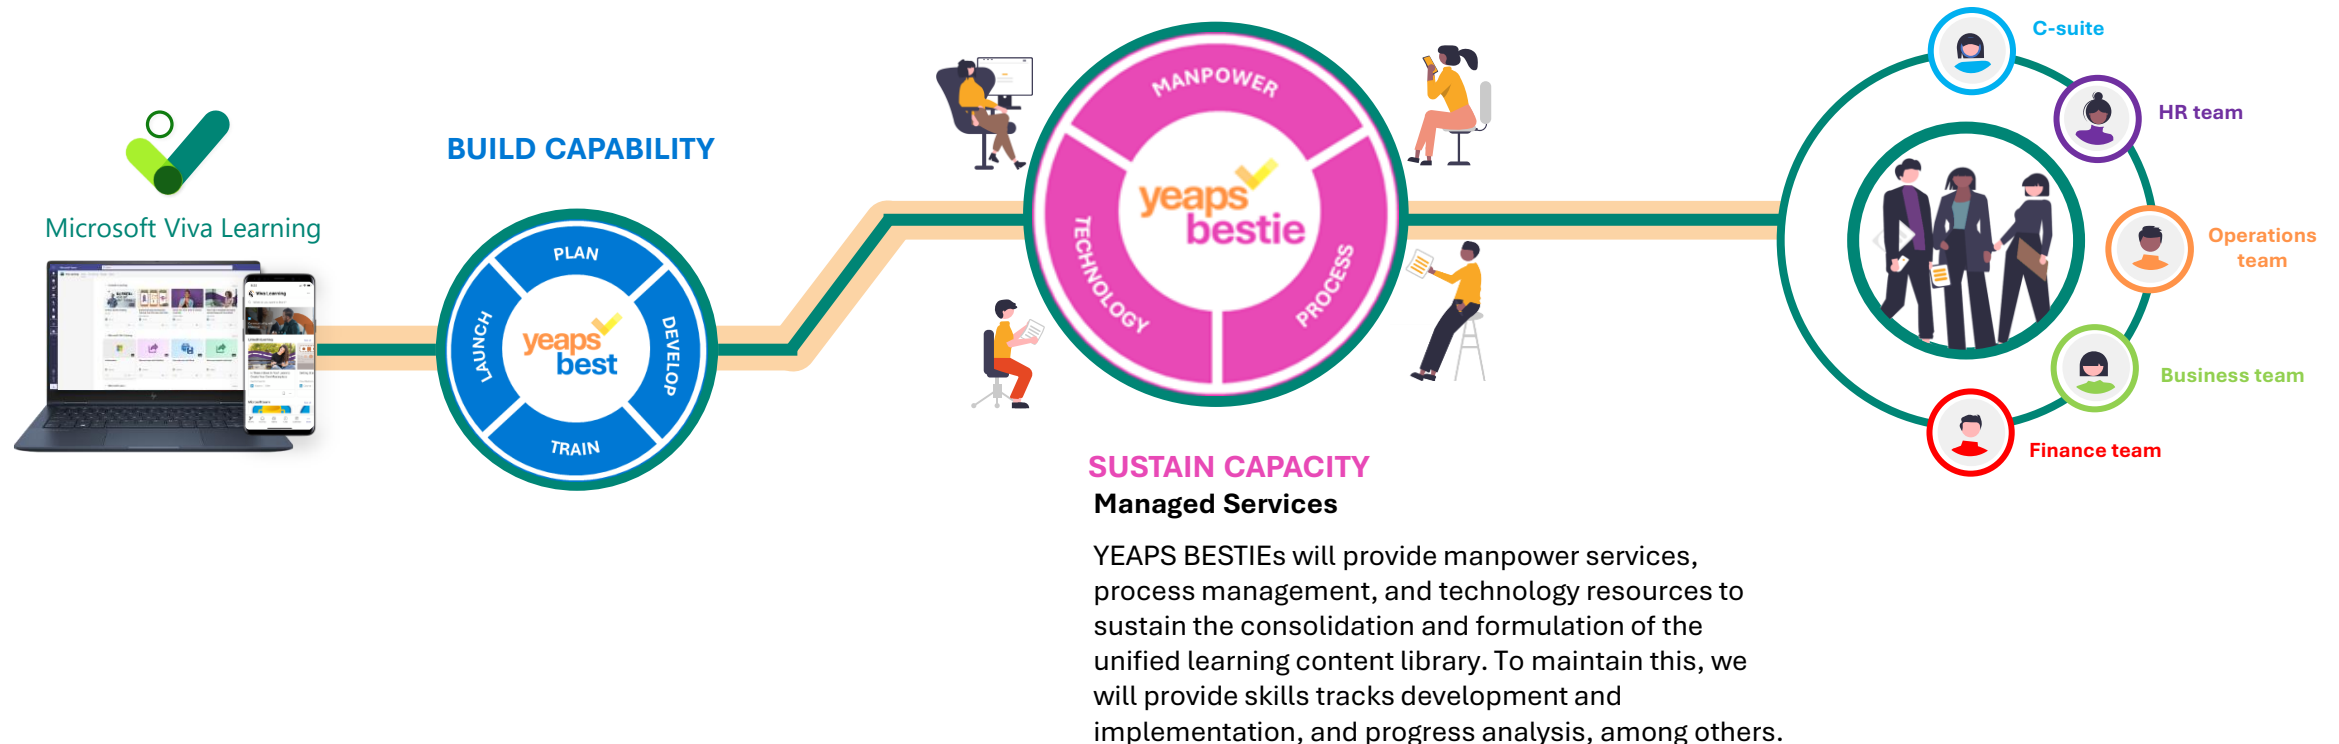 Microsoft Viva Learning
BUILD CAPABILITY
PLAN
DEVELOP
TRAIN
LAUNCH
yeaps
best
MANPOWER
PROCESS
TECHNOLOGY
yeaps
bestie
SUSTAIN CAPACITY
Managed Services
YEAPS BESTIEs will provide manpower services,
process management, and technology resources to
sustain the consolidation and formulation of the
unified learning content library. To maintain this, we
will provide skills tracks development and
implementation, and progress analysis, among others.
C-suite
HR team
Operations
team
Business team
Finance team
Viva Learning